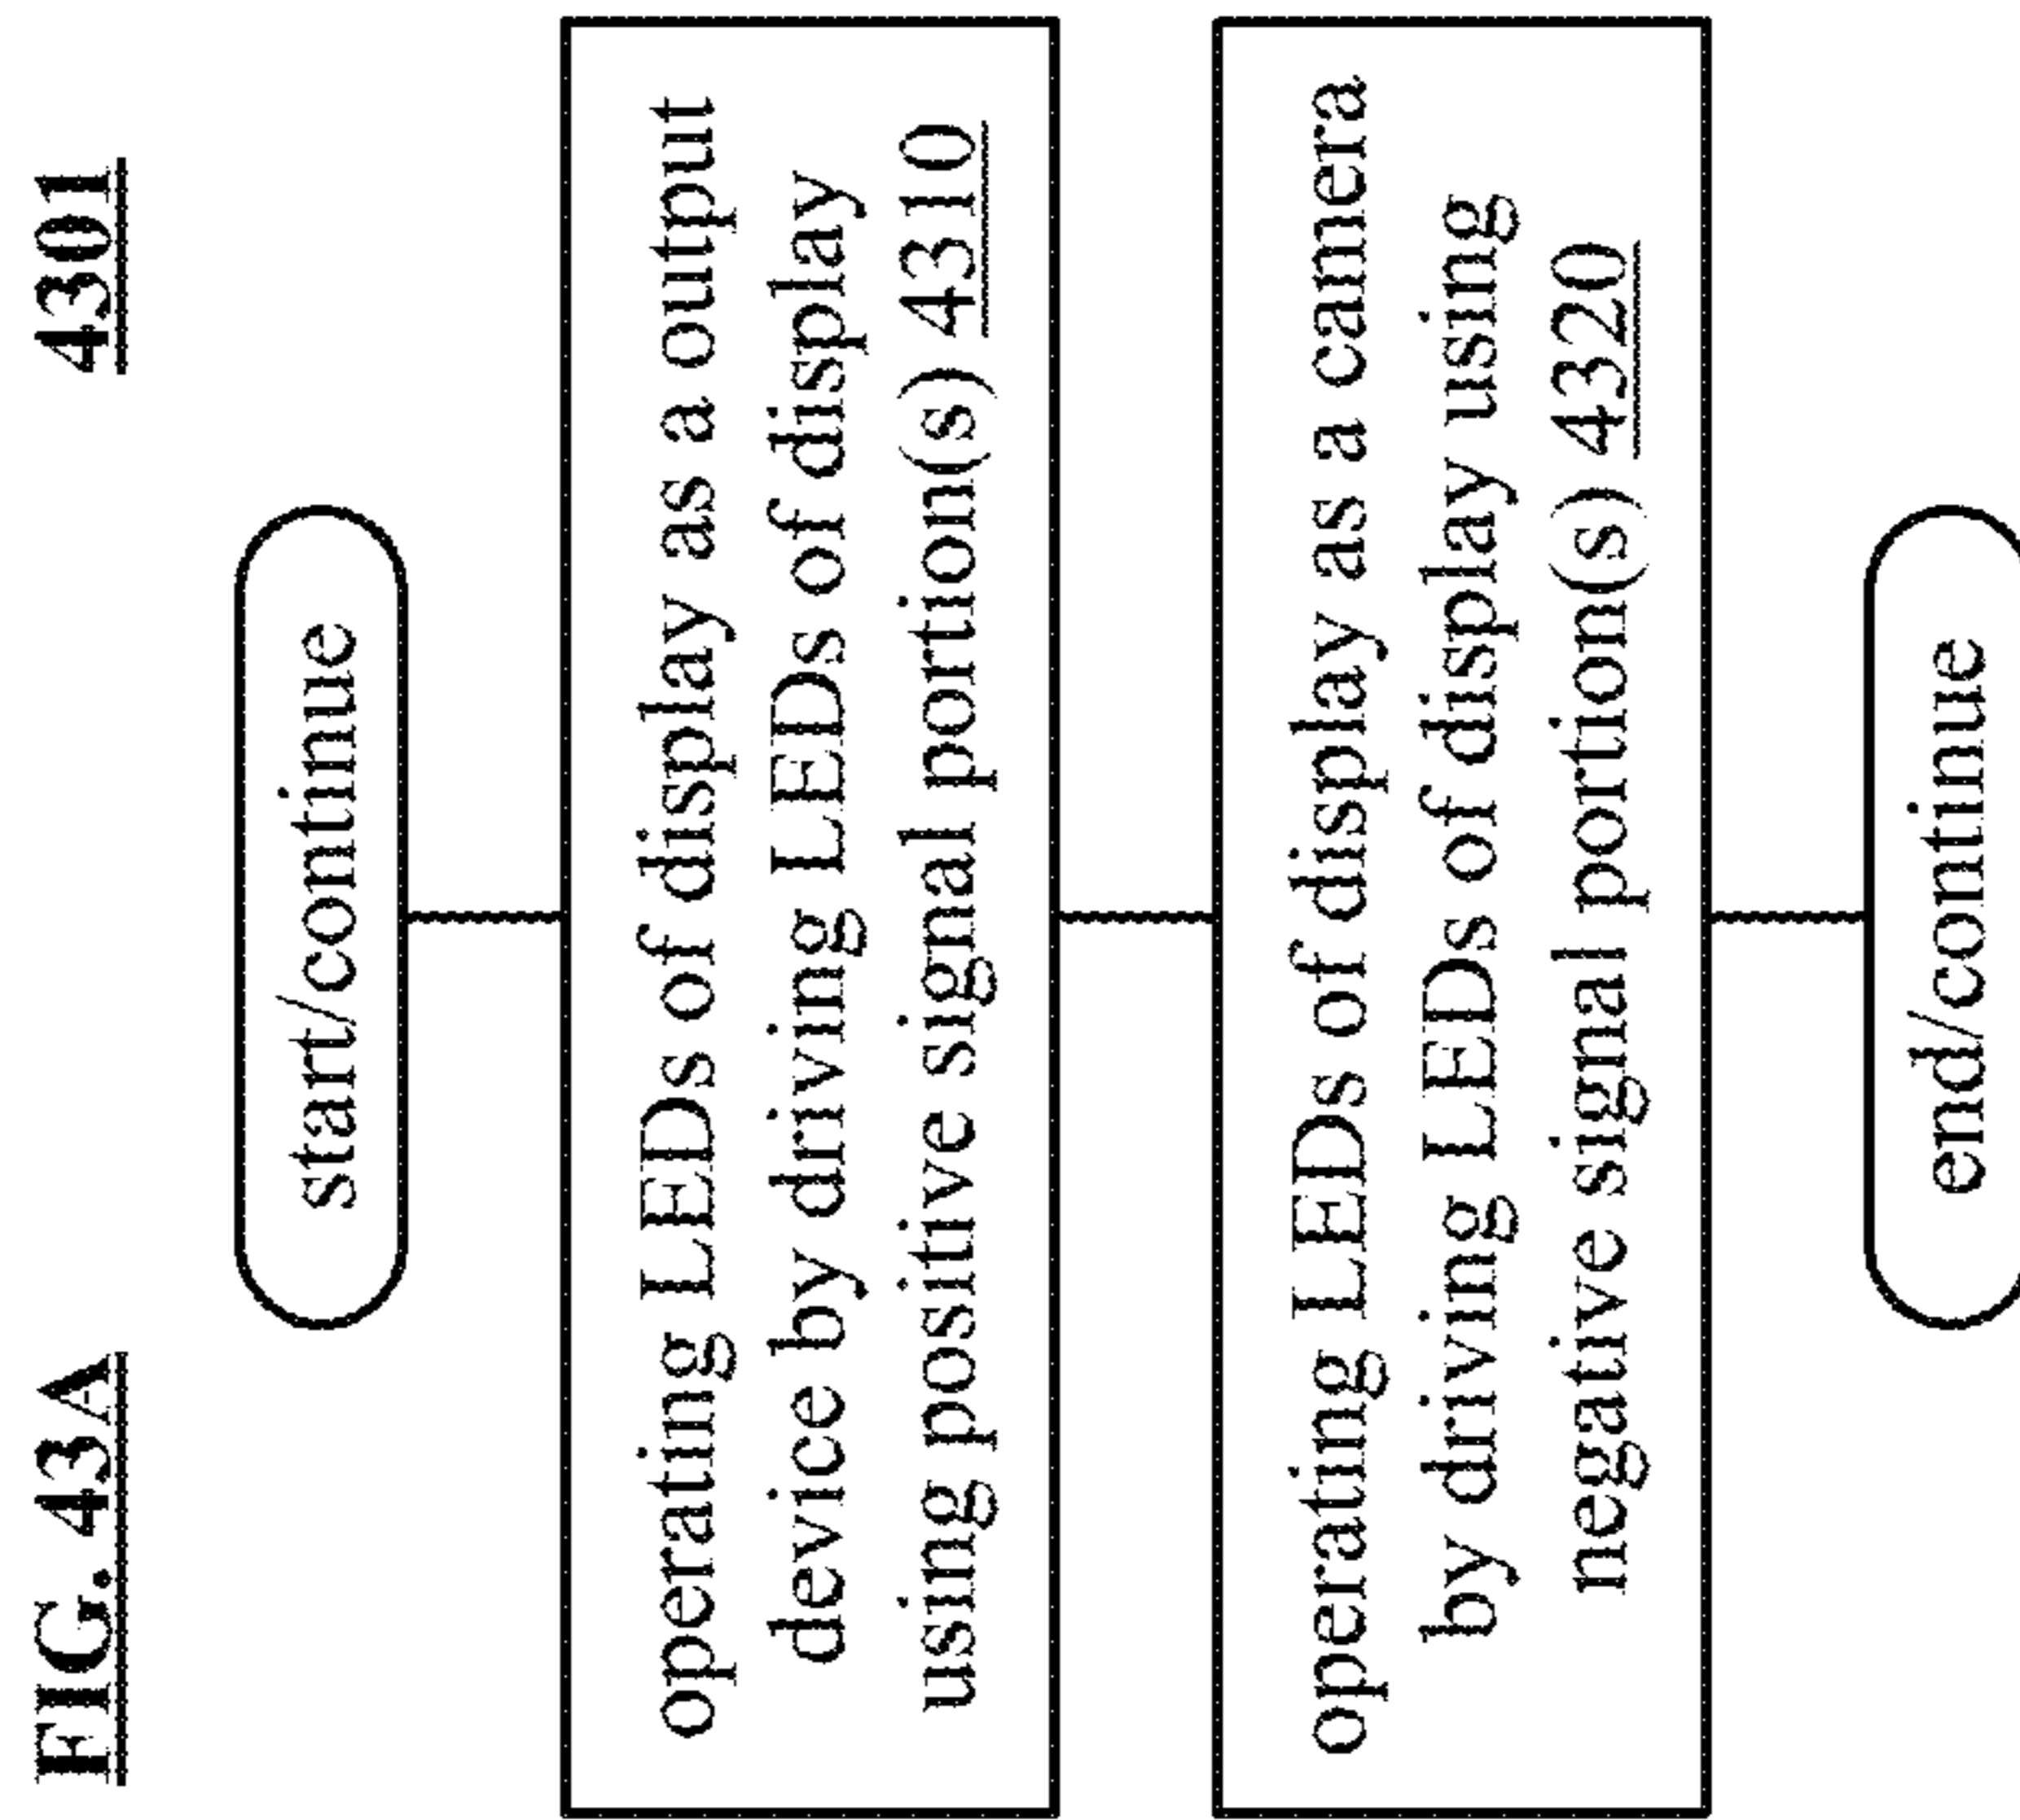 FIG. 43A 4301
start/continue
operating LEDs of display as a output
device by driving LEDs of display
using positive signal portion(s) 4310
operating LEDs of display as a camera
by driving LEDs of display using
negative signal portion(s) 4320
end/continue